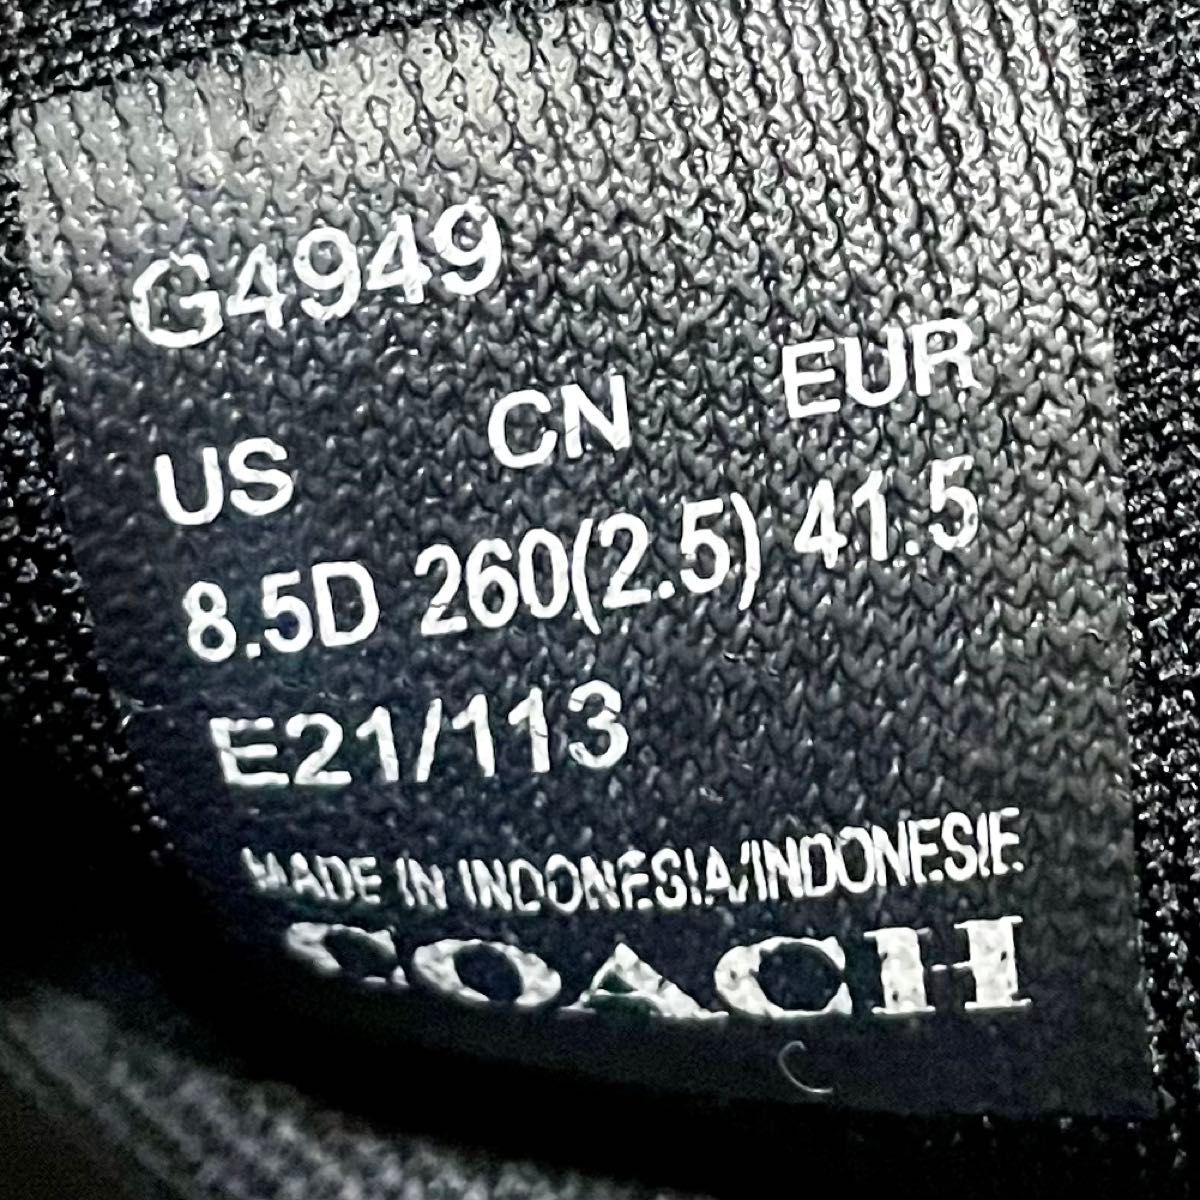 G4949
US CN EUR
8.5D 260(2.5) 41.5
E21/113
MADE IN INDONESIA/INDONESIE
COACH